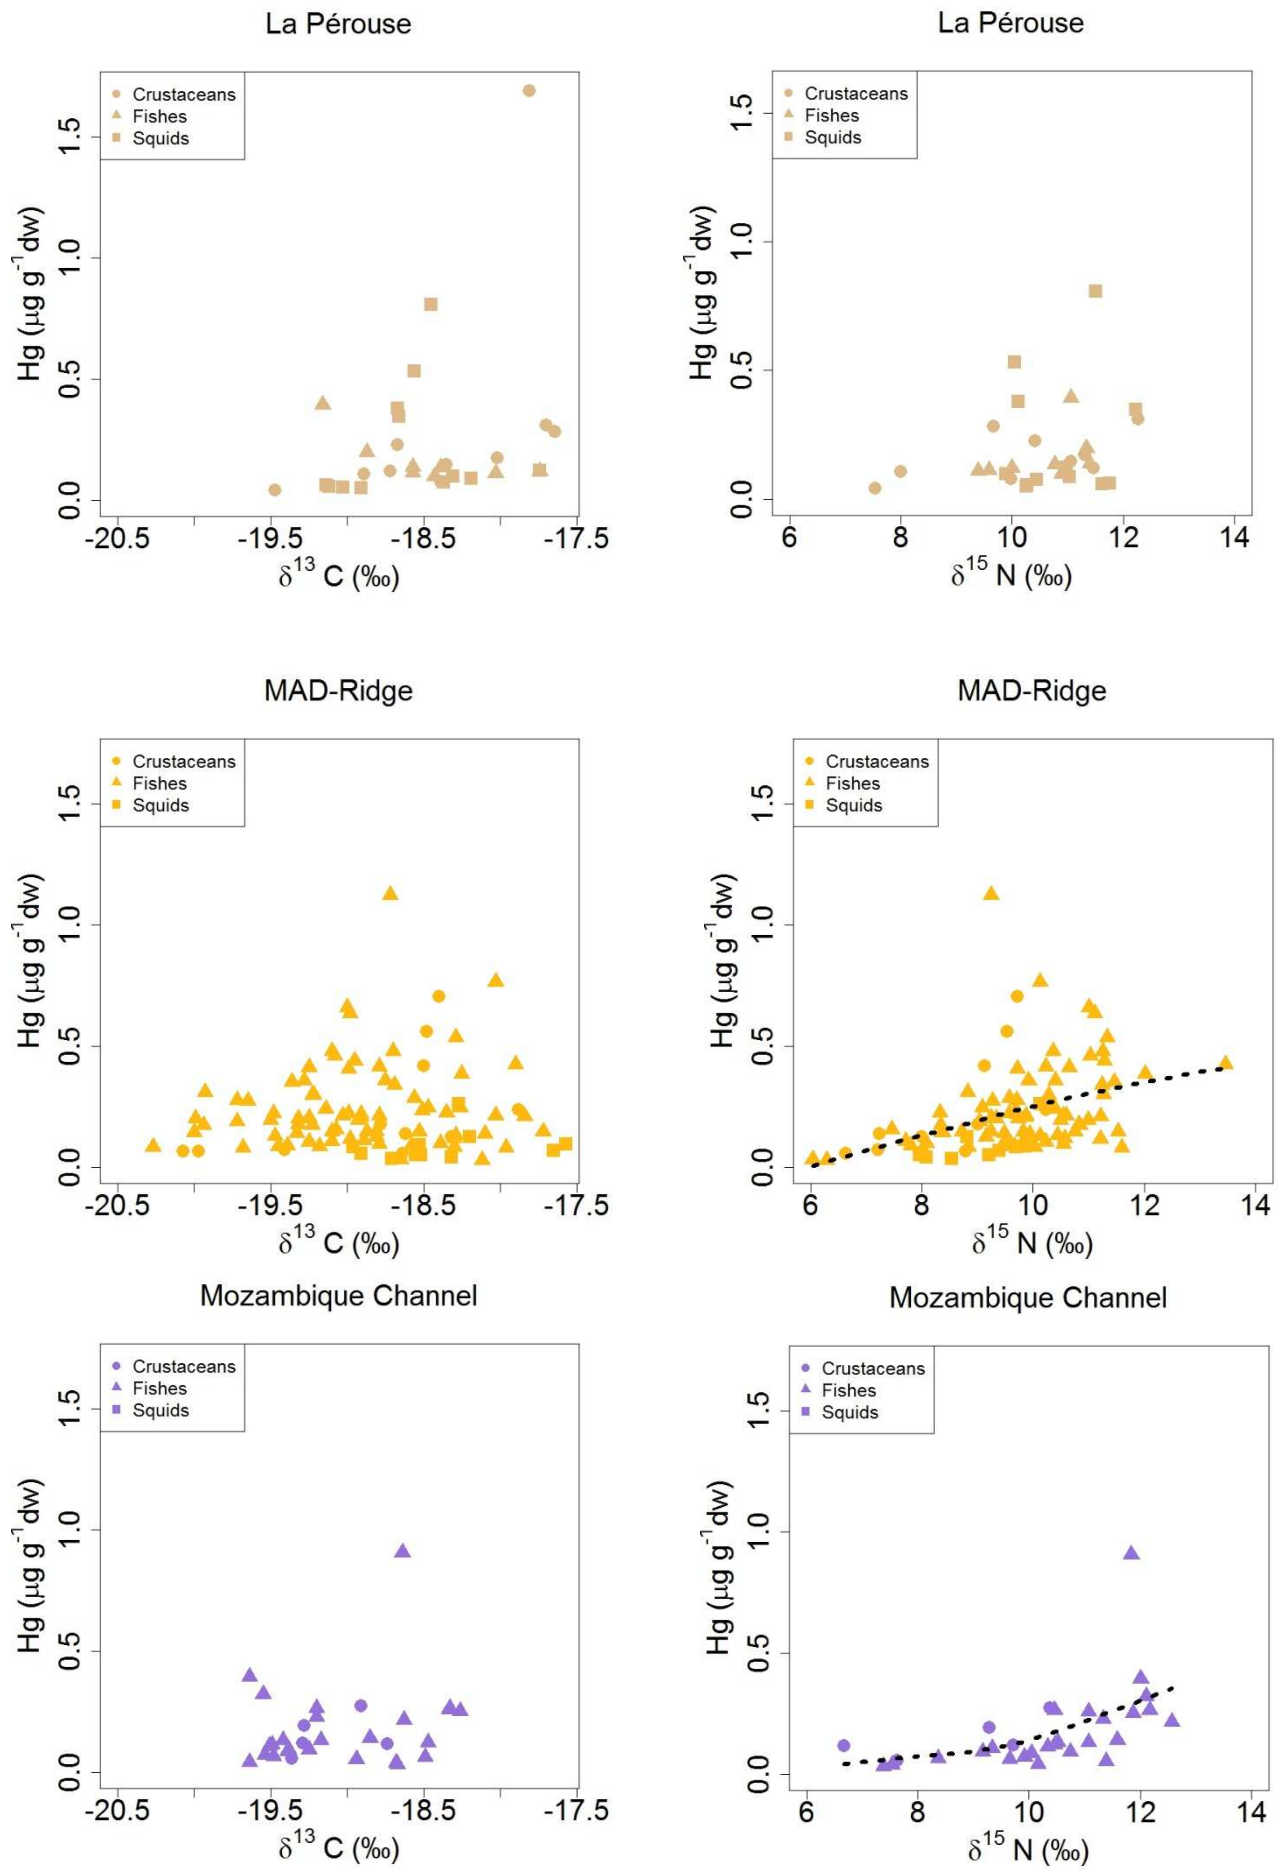 La Pérouse
Crustaceans
Fishes
Squids
Hg (μg g⁻¹dw)
1.5
1.0
0.5
0.0
-20.5 -19.5 -18.5 -17.5
δ¹³ C (‰)
La Pérouse
Crustaceans
Fishes
Squids
Hg (μg g⁻¹dw)
1.5
1.0
0.5
0.0
6 8 10 12 14
δ¹⁵ N (‰)
MAD-Ridge
Crustaceans
Fishes
Squids
Hg (μg g⁻¹dw)
1.5
1.0
0.5
0.0
-20.5 -19.5 -18.5 -17.5
δ¹³ C (‰)
MAD-Ridge
Crustaceans
Fishes
Squids
Hg (μg g⁻¹dw)
1.5
1.0
0.5
0.0
6 8 10 12 14
δ¹⁵ N (‰)
Mozambique Channel
Crustaceans
Fishes
Squids
Hg (μg g⁻¹dw)
1.5
1.0
0.5
0.0
-20.5 -19.5 -18.5 -17.5
δ¹³ C (‰)
Mozambique Channel
Crustaceans
Fishes
Squids
Hg (μg g⁻¹dw)
1.5
1.0
0.5
0.0
6 8 10 12 14
δ¹⁵ N (‰)